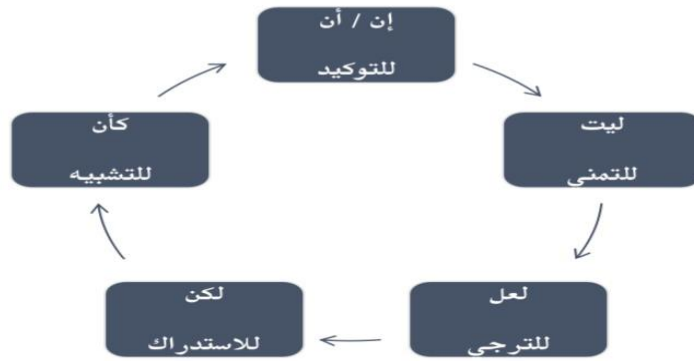 إن / أن
للتوكيد
ليت
للتمني
لعل
للترجي
لكن
للاستدراك
كأن
للتشبيه